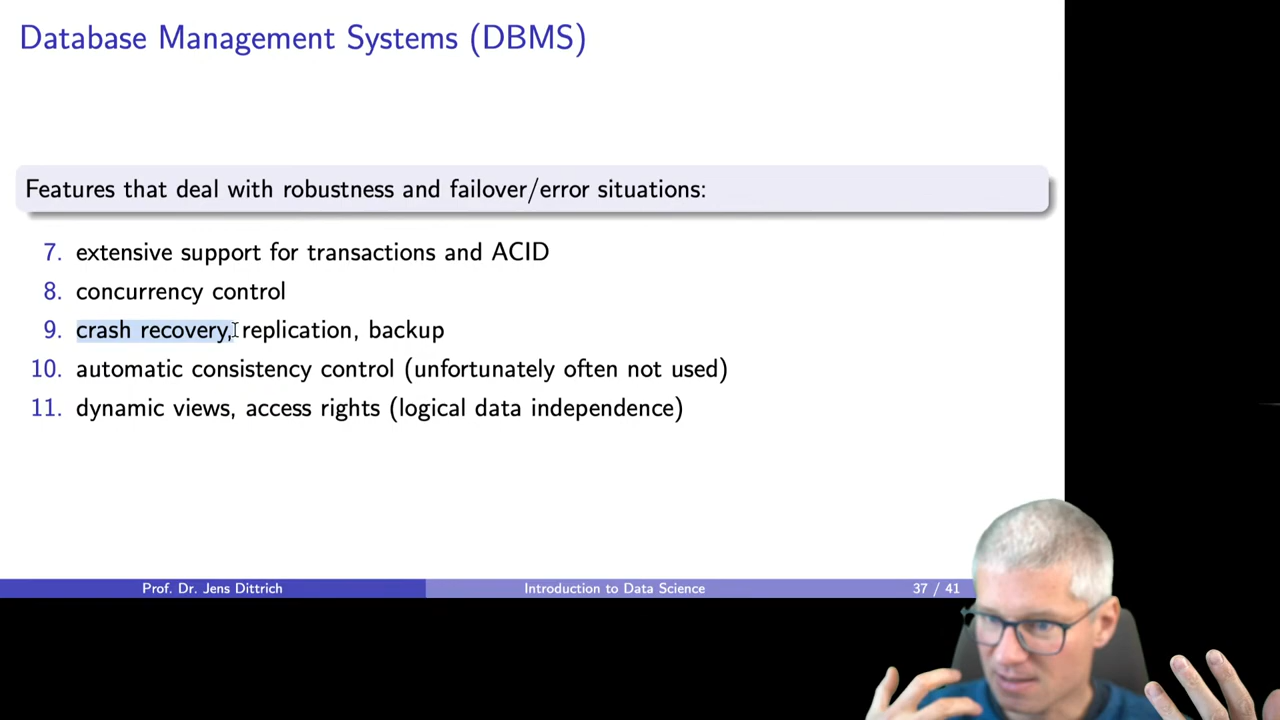 Database Management Systems (DBMS)
Features that deal with robustness and failover/error situations:
7. extensive support for transactions and ACID
8. concurrency control
9. crash recovery, replication, backup
10. automatic consistency control (unfortunately often not used)
11. dynamic views, access rights (logical data independence)
Prof. Dr. Jens Dittrich Introduction to Data Science 37 / 41